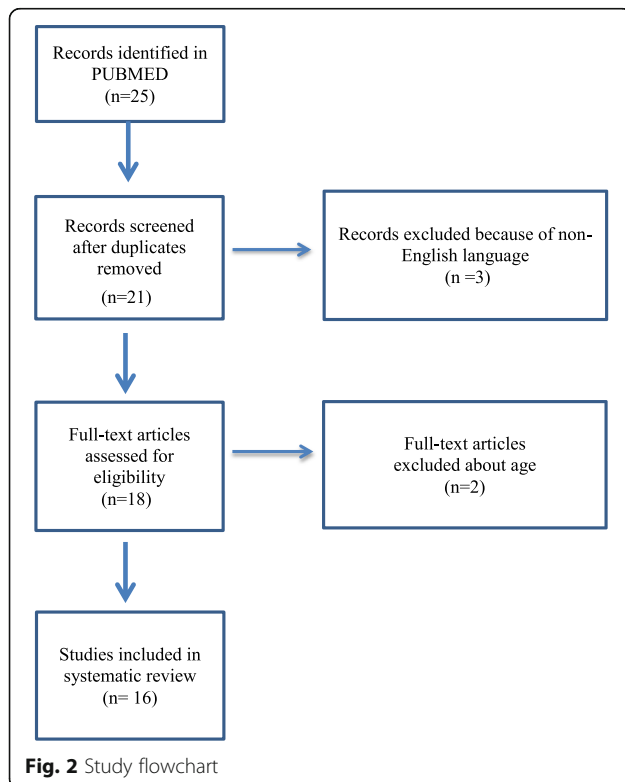 Records identified in
PUBMED
(n=25)
Records screened
after duplicates
removed
(n=21)
Records excluded because of non-
English language
(n =3)
Full-text articles
assessed for
eligibility
(n=18)
Full-text articles
excluded about age
(n=2)
Studies included in
systematic review
(n= 16)
Fig. 2 Study flowchart